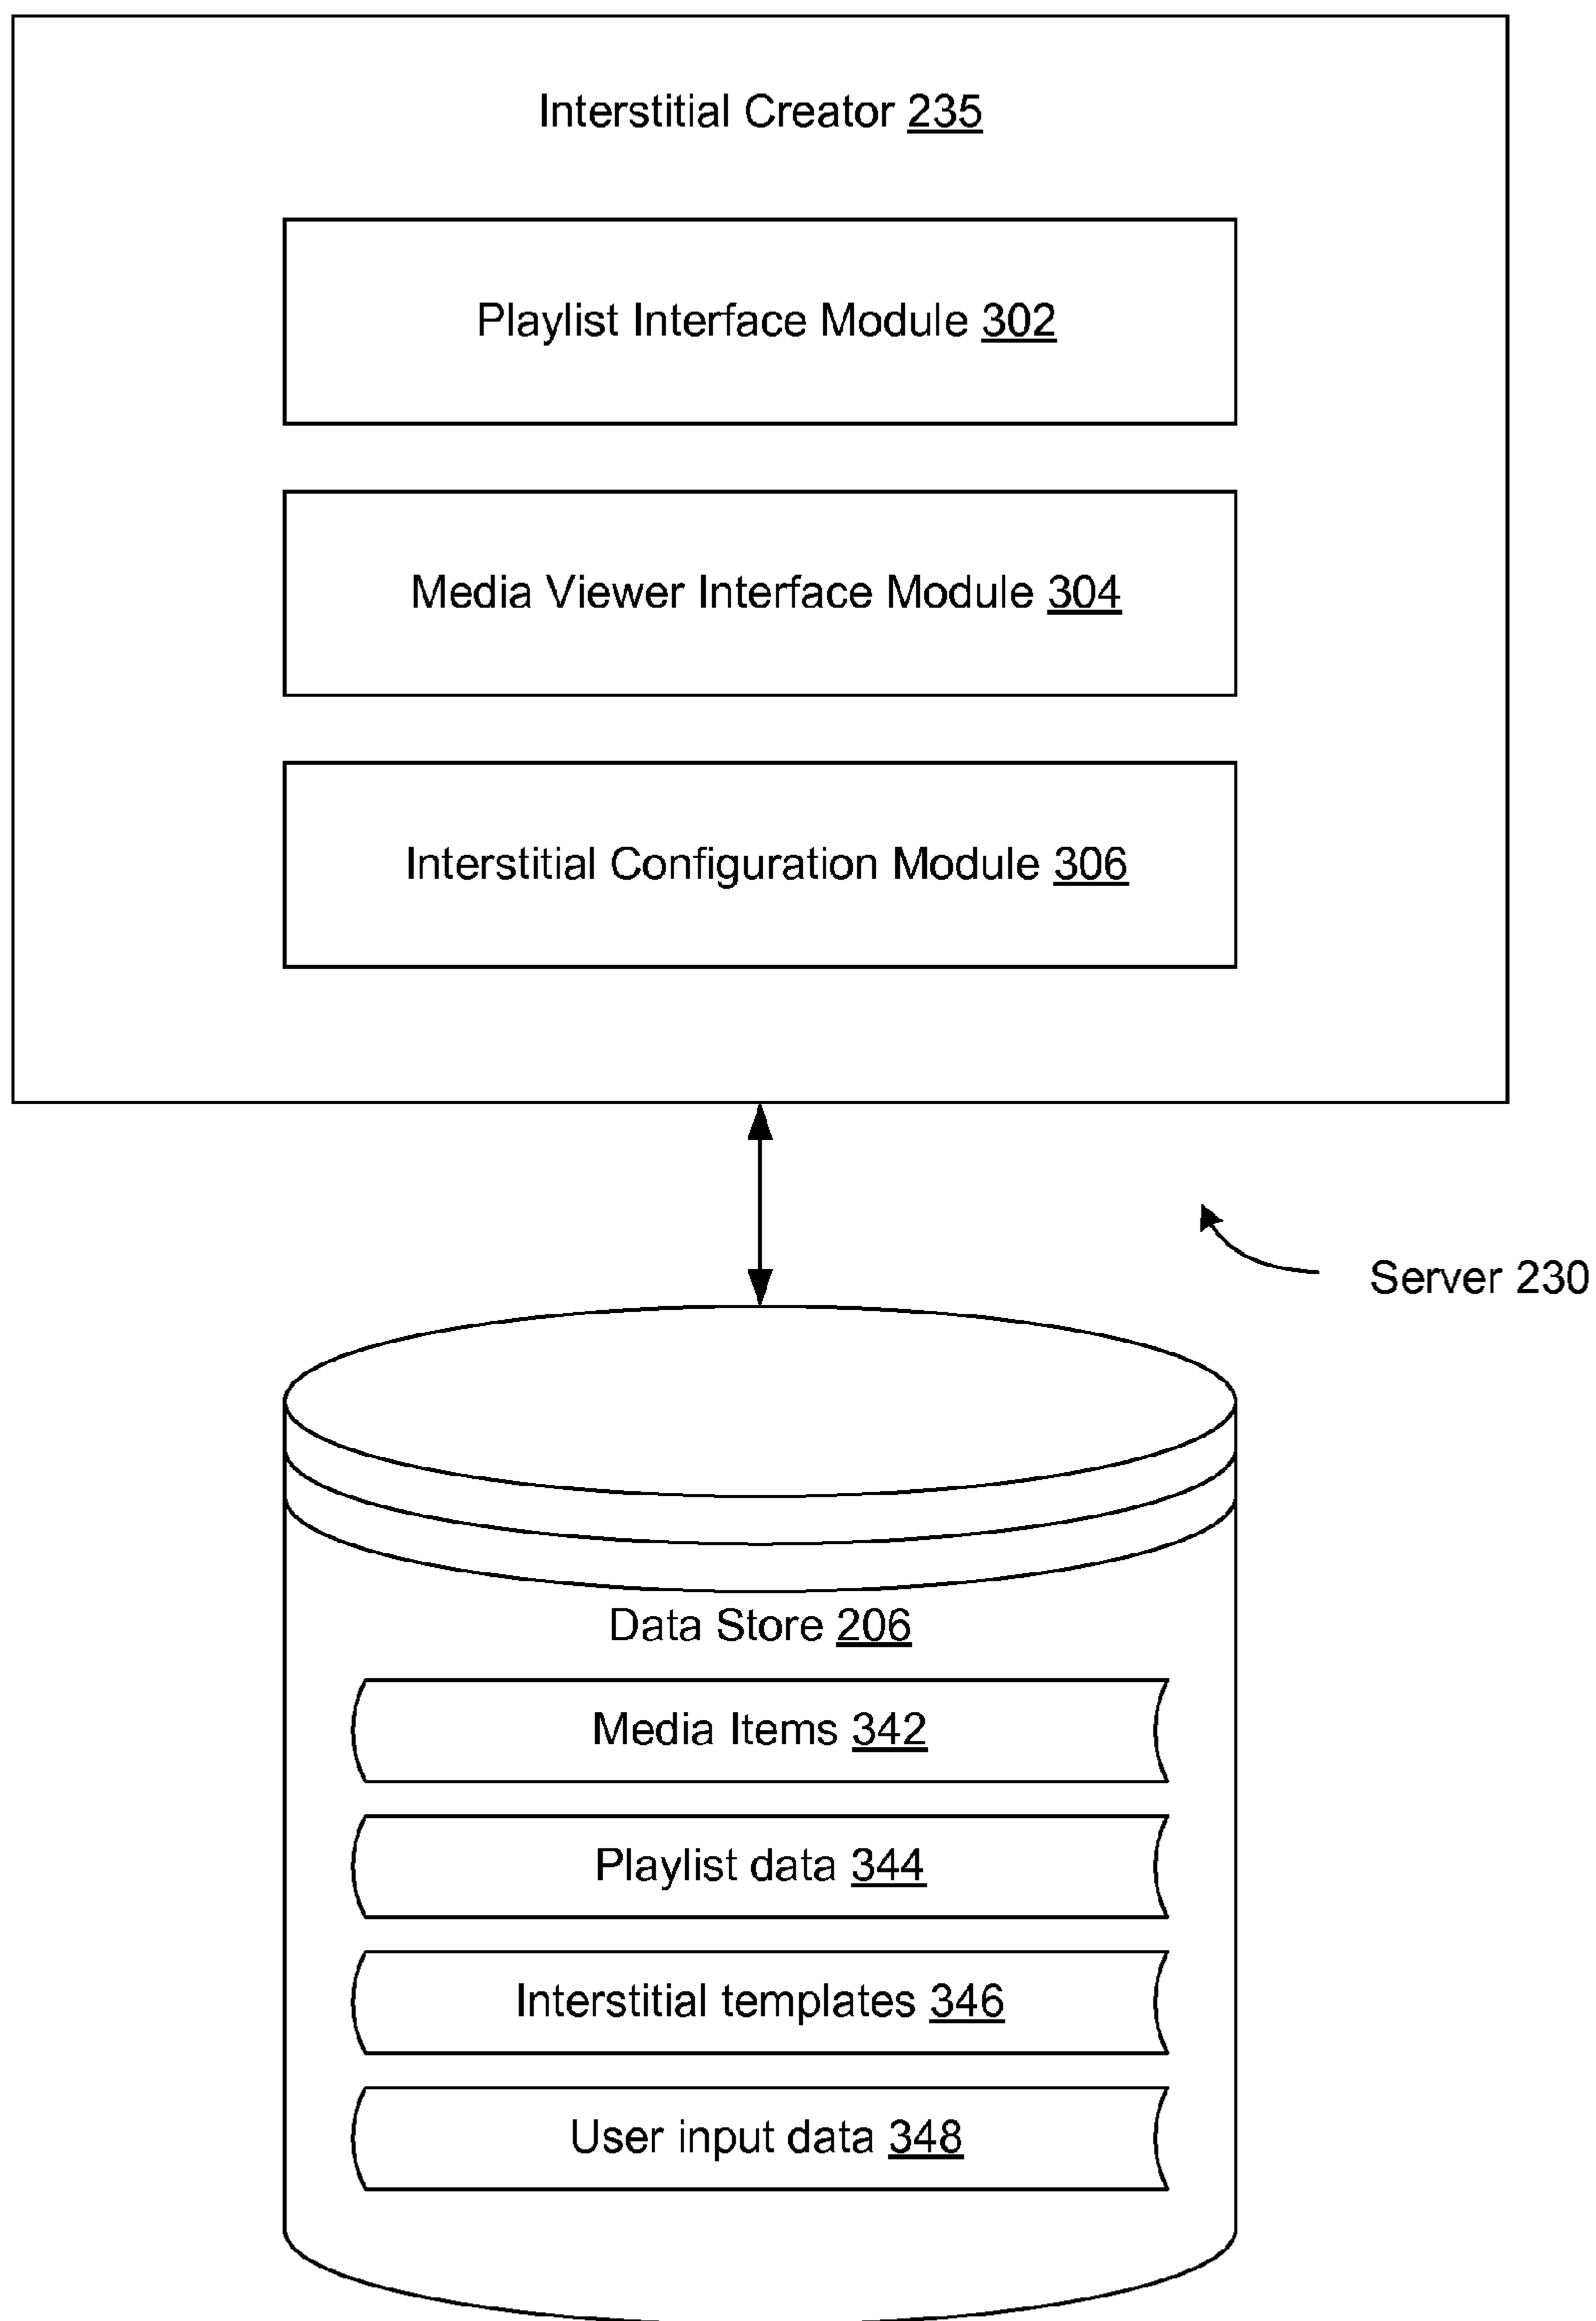 Interstitial Creator 235
Playlist Interface Module 302
Media Viewer Interface Module 304
Interstitial Configuration Module 306
Server 230
Data Store 206
Media Items 342
Playlist data 344
Interstitial templates 346
User input data 348